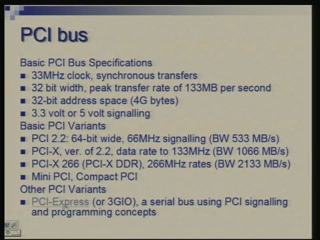 PCI bus
Basic PCI Bus Specifications
33MHz clock, synchronous transfers
32 bit width, peak transfer rate of 133MB per second
32-bit address space (4G bytes)
3.3 volt or 5 volt signalling
Basic PCI Variants
PCI 2.2: 64-bit wide, 66MHz signalling (BW 533 MB/s)
PCI-X, ver. of 2.2, data rate to 133MHz (BW 1066 MB/s)
PCI-X 266 (PCI-X DDR), 266MHz rates (BW 2133 MB/s)
Mini PCI, Compact PCI
Other PCI Variants
PCI-Express (or 3GIO), a serial bus using PCI signalling
and programming concepts